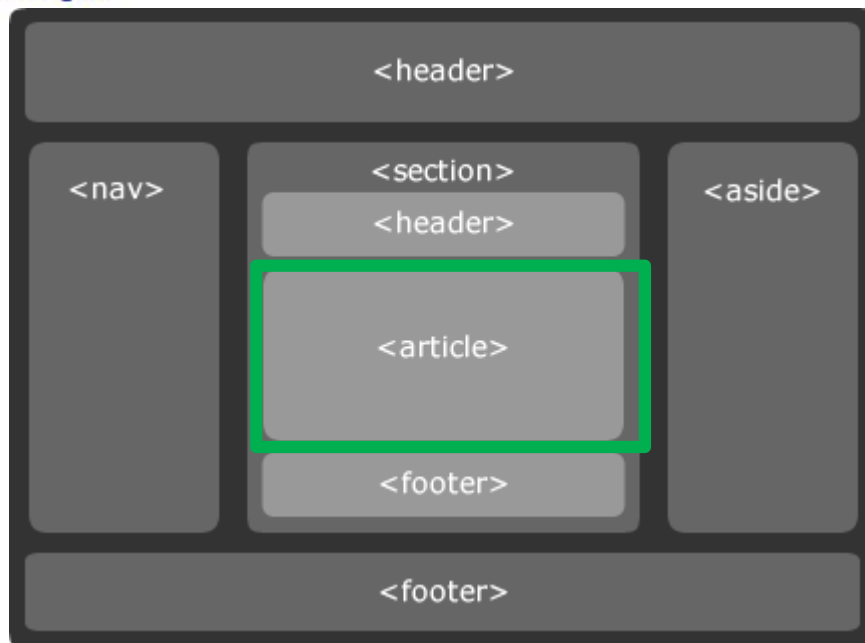 <header>
<nav>
<section>
<aside>
<header>
<article>
<footer>
<footer>